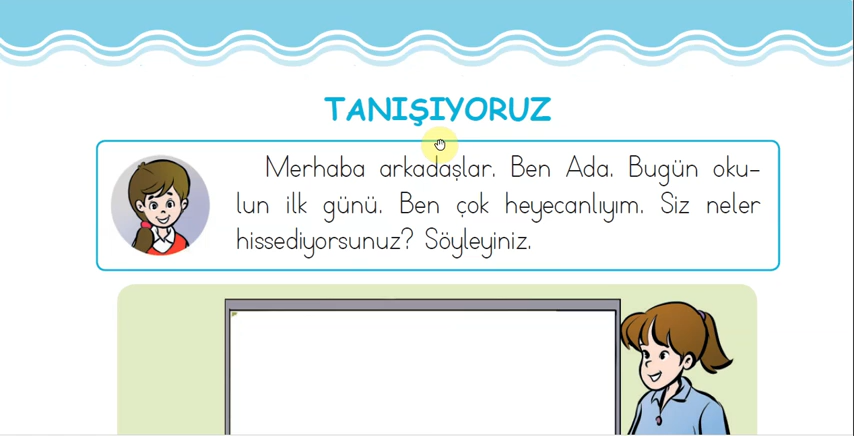 TANIŞIYORUZ
Merhaba arkadaşlar. Ben Ada. Bugün oku-
lun ilk günü. Ben çok heyecanlıyım. Siz neler
hissediyorsunuz? Söyleyiniz.